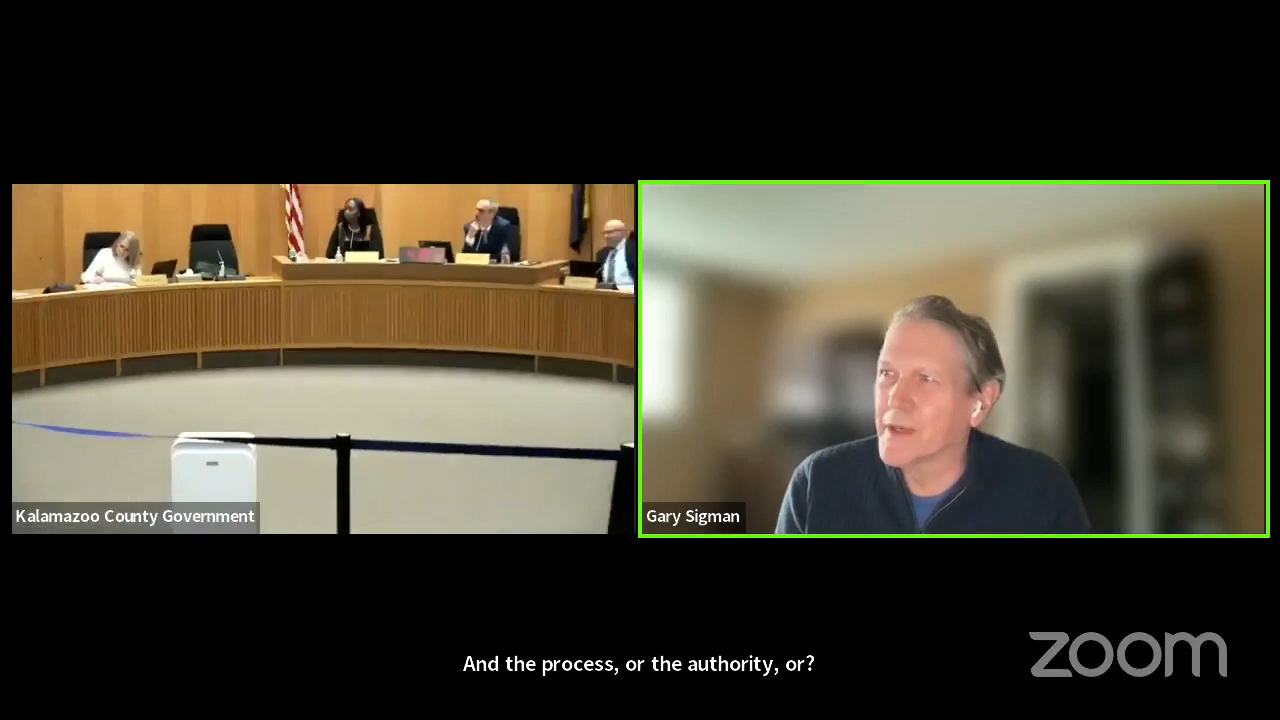 Kalamazoo County Government
Gary Sigman
And the process, or the authority, or?
zoom